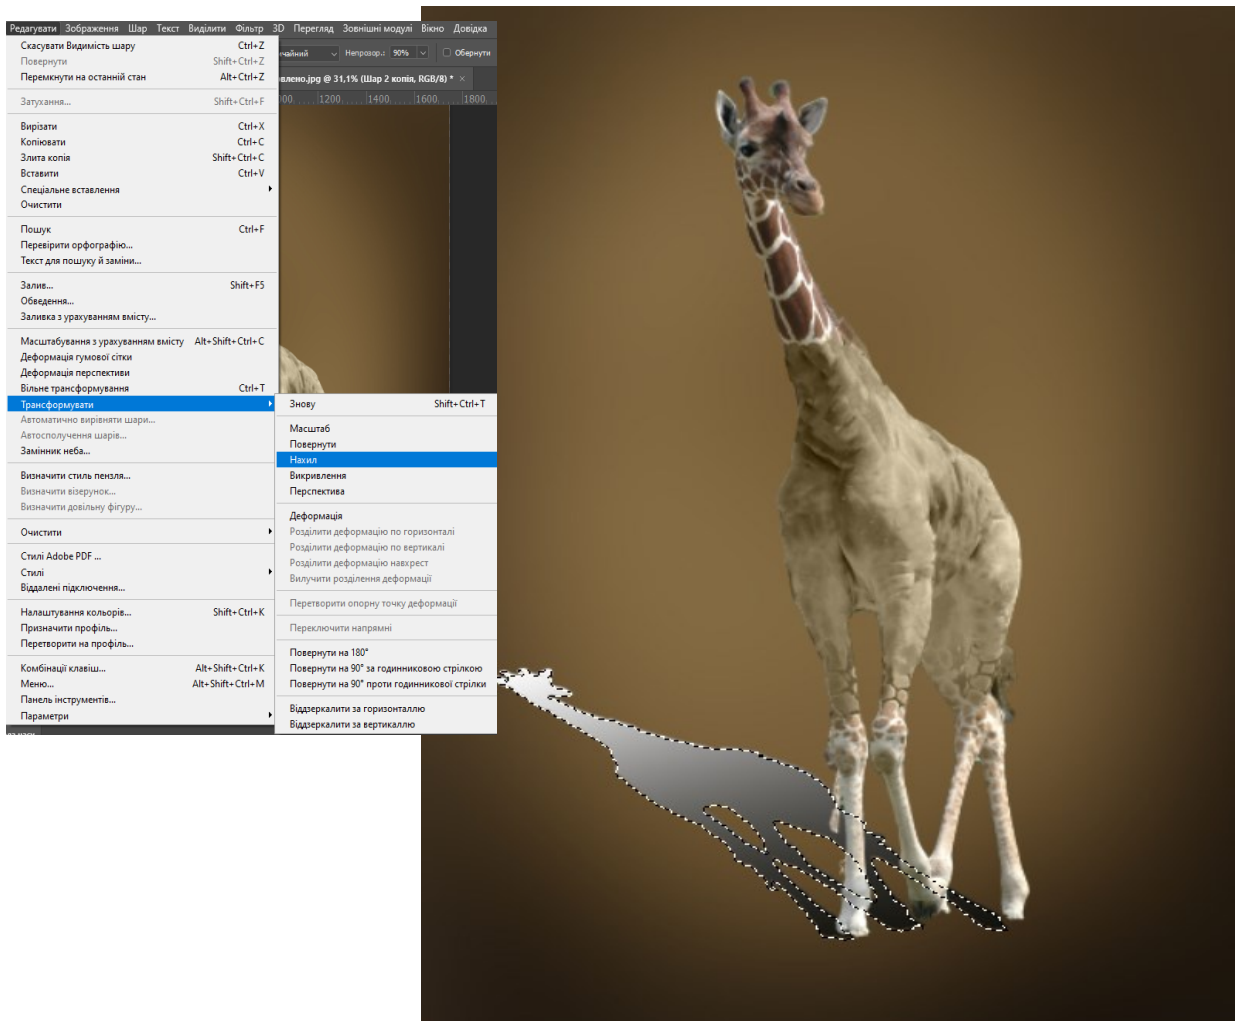 Редагувати Зображення Шар Текст Виділити Фільтр 3D Перегляд Зовнішні модулі Вікно Довідка
Скасувати Видимість шару Ctrl+Z
Повернути Shift+Ctrl+Z
Перемкнути на останній стан Alt+Ctrl+Z
Затухання... Shift+Ctrl+F
Вирізати Ctrl+X
Копіювати Ctrl+C
Злита копія Shift+Ctrl+C
Вставити Ctrl+V
Спеціальне вставлення
Очистити
Пошук Ctrl+F
Перевірити орфографію...
Текст для пошуку й заміни...
Залив... Shift+F5
Обведення...
Заливка з урахуванням вмісту...
Масштабування з урахуванням вмісту Alt+Shift+Ctrl+C
Деформація гумової сітки
Деформація перспективи
Вільне трансформування Ctrl+T
Трансформувати
Автоматично вирівняти шари...
Автосполучення шарів...
Замінник неба...
Визначити стиль пензля...
Визначити візерунок...
Визначити довільну фігуру...
Очистити
Стилі Adobe PDF ...
Стилі
Віддалені підключення...
Налаштування кольорів... Shift+Ctrl+K
Призначити профіль...
Перетворити на профіль...
Комбінації клавіш... Alt+Shift+Ctrl+K
Меню... Alt+Shift+Ctrl+M
Панель інструментів...
Параметри
чайний Непрозор.: 90% Обернути
влено.jpg @ 31,1% (Шар 2 копія, RGB/8) * ×
1200 1400 1600 1800
Знову Shift+Ctrl+T
Масштаб
Повернути
Нахил
Викривлення
Перспектива
Деформація
Розділити деформацію по горизонталі
Розділити деформацію по вертикалі
Розділити деформацію навхрест
Вилучити розділення деформації
Перетворити опорну точку деформації
Переключити напрямні
Повернути на 180°
Повернути на 90° за годинниковою стрілкою
Повернути на 90° проти годинникової стрілки
Віддзеркалити за горизонталлю
Віддзеркалити за вертикаллю